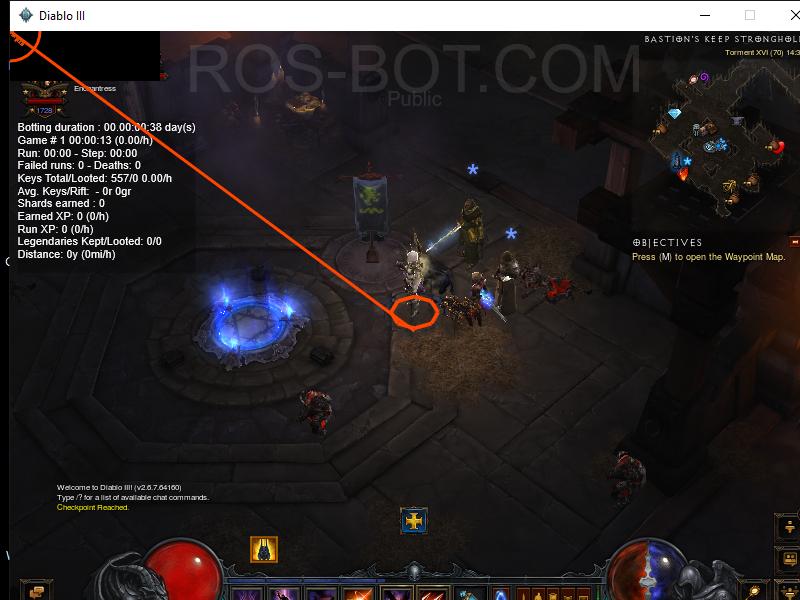 Diablo III
BASTION'S KEEP STRONGHOL
Torment XVI (70) 14:3
ROS-BOT.COM
Public
Enchantress
1728
Botting duration : 00.00:00:38 day(s)
Game # 1 00:00:13 (0.00/h)
Run: 00:00 - Step: 00:00
Failed runs: 0 - Deaths: 0
Keys Total/Looted: 557/0 0.00/h
Avg. Keys/Rift: - 0r 0gr
Shards earned : 0
Earned XP: 0 (0/h)
Run XP: 0 (0/h)
Legendaries Kept/Looted: 0/0
Distance: 0y (0mi/h)
OBJECTIVES
Press (M) to open the Waypoint Map.
Welcome to Diablo III! (v2.6.7.64160)
Type /? for a list of available chat commands.
Checkpoint Reached.